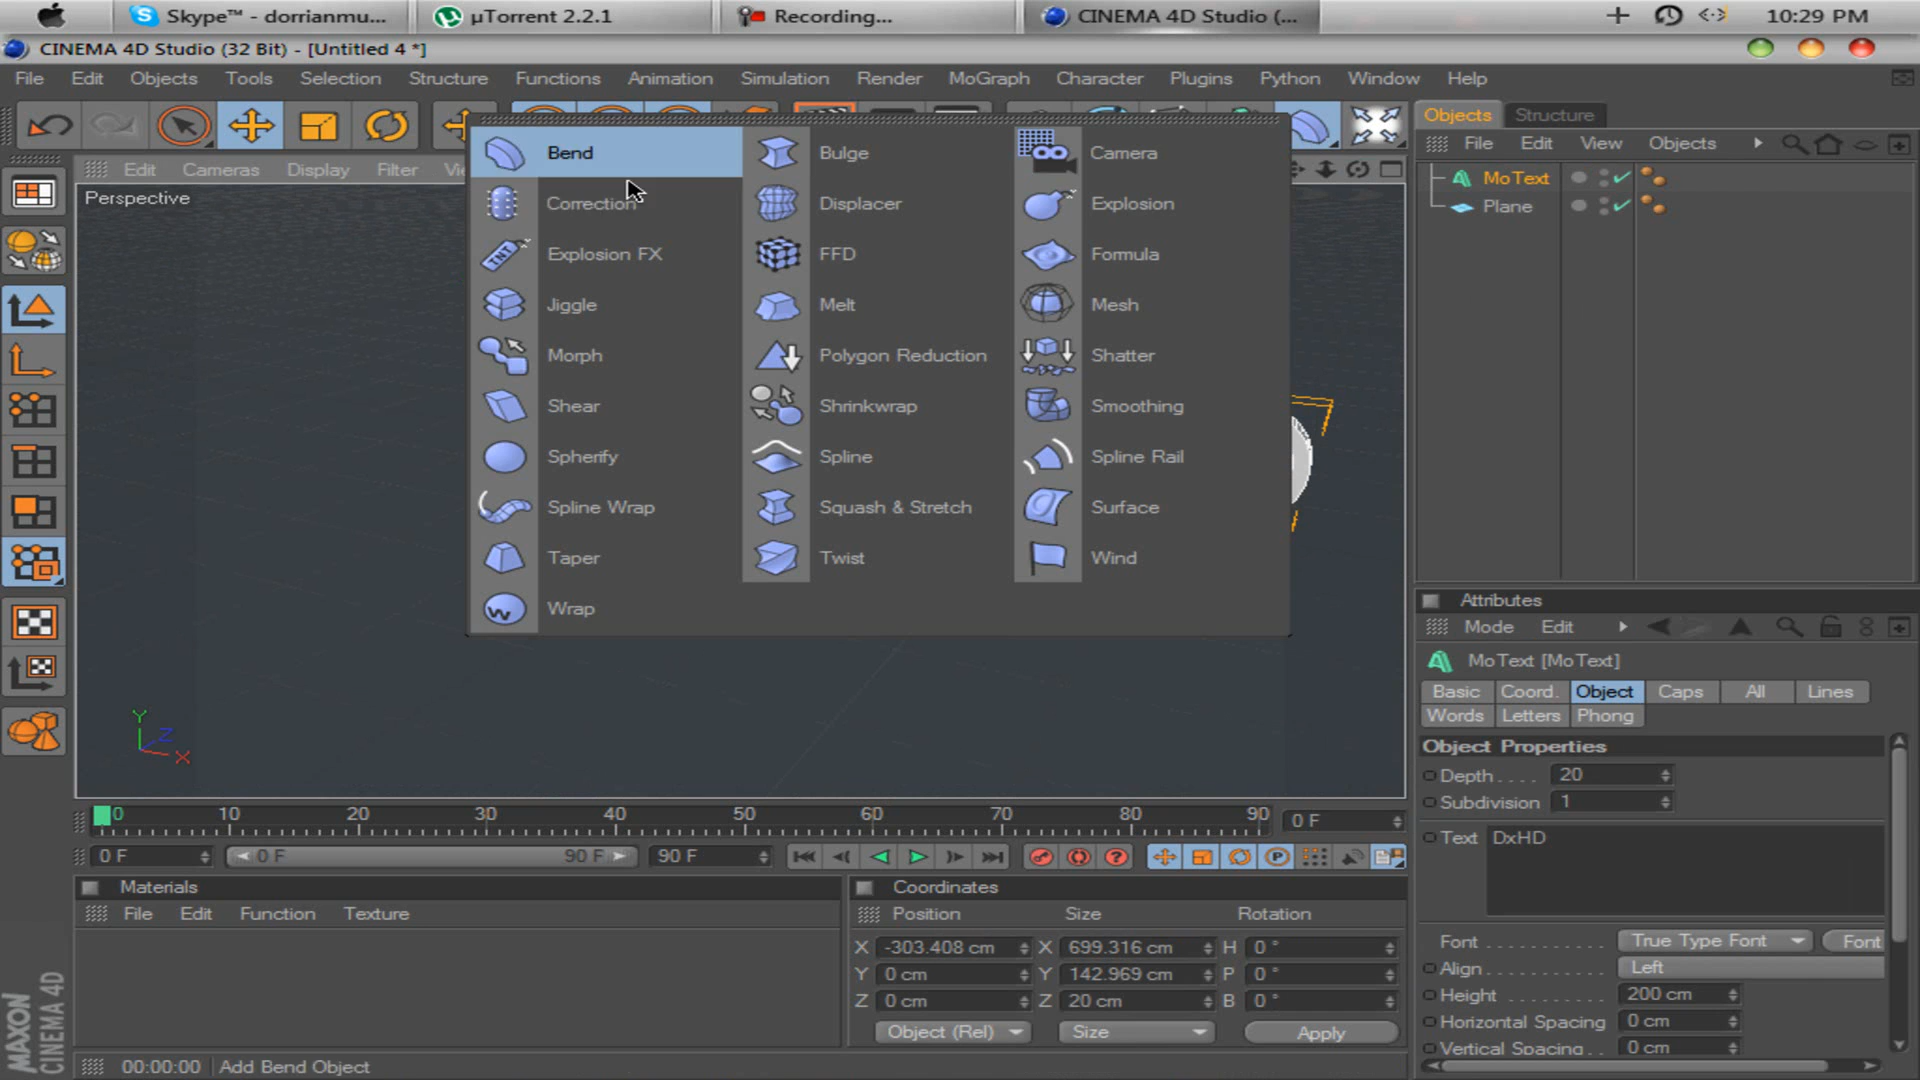 Skype™ - dorrianmu...
µTorrent 2.2.1
Recording...
CINEMA 4D Studio (...
10:29 PM
CINEMA 4D Studio (32 Bit) - [Untitled 4 *]
File Edit Objects Tools Selection Structure Functions Animation Simulation Render MoGraph Character Plugins Python Window Help
Objects Structure
File Edit View Objects
Edit Cameras Display Filter Vi
Perspective
Bend Bulge Camera
Correction Displacer Explosion
Explosion FX FFD Formula
Jiggle Melt Mesh
Morph Polygon Reduction Shatter
Shear Shrinkwrap Smoothing
Spherify Spline Spline Rail
Spline Wrap Squash & Stretch Surface
Taper Twist Wind
Wrap
MoText
Plane
Y Z X
Attributes
Mode Edit
MoText [MoText]
Basic Coord. Object Caps All Lines
Words Letters Phong
Object Properties
Depth.... 20
Subdivision 1
Text DxHD
Font .......... True Type Font Font
Align .......... Left
Height ........ 200 cm
Horizontal Spacing 0 cm
Vertical Spacing.. 0 cm
0 10 20 30 40 50 60 70 80 90 0 F
0 F 0 F 90 F 90 F
Materials
File Edit Function Texture
Coordinates
Position Size Rotation
X -303.408 cm X 699.316 cm H 0 °
Y 0 cm Y 142.969 cm P 0 °
Z 0 cm Z 20 cm B 0 °
Object (Rel) Size Apply
MAXON
CINEMA 4D
00:00:00 Add Bend Object